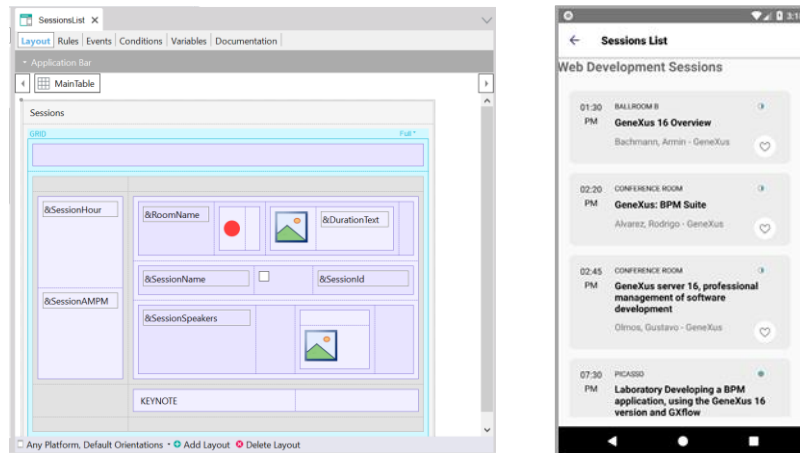 SessionsList
Layout Rules Events Conditions Variables Documentation
Application Bar
MainTable
Sessions
GRID Full *
&SessionHour
&RoomName
&DurationText
&SessionName
&SessionId
&SessionAMPM
&SessionSpeakers
KEYNOTE
Any Platform, Default Orientations Add Layout Delete Layout
Sessions List
Web Development Sessions
01:30 BALLROOM B
PM GeneXus 16 Overview
Bachmann, Armin - GeneXus
02:20 CONFERENCE ROOM
PM GeneXus: BPM Suite
Alvarez, Rodrigo - GeneXus
02:45 CONFERENCE ROOM
PM GeneXus server 16, professional
management of software
development
Olmos, Gustavo - GeneXus
07:30 PICASSO
PM Laboratory Developing a BPM
application, using the GeneXus 16
version and GXflow